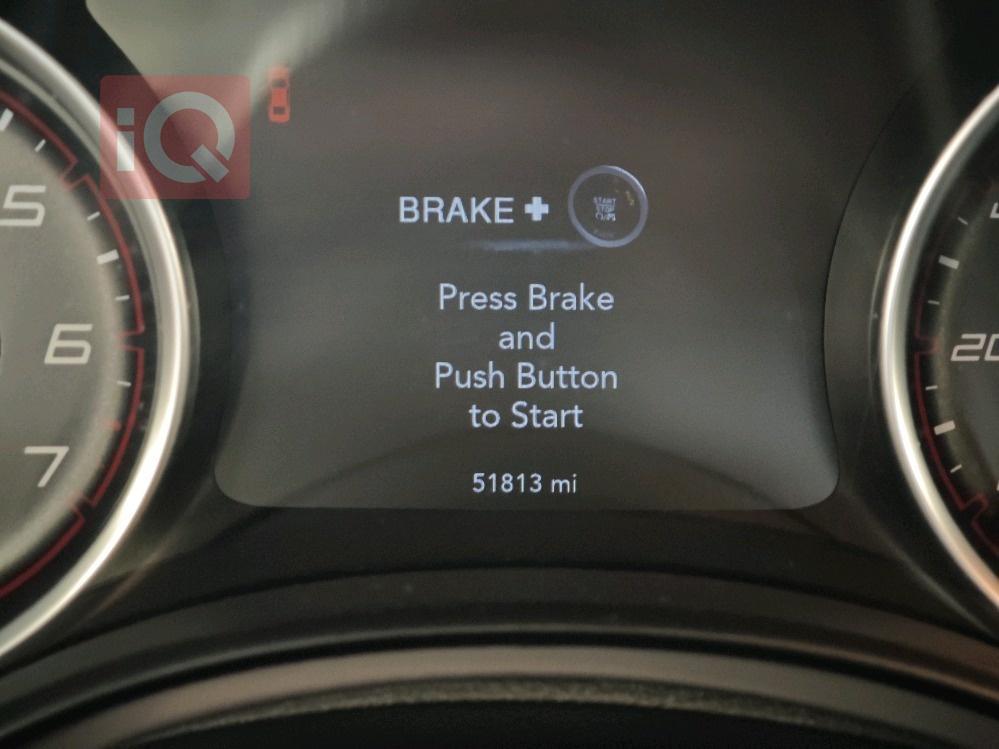 iQ
BRAKE +
START
STOP
Press Brake
and
Push Button
to Start
51813 mi
5
6
7
20